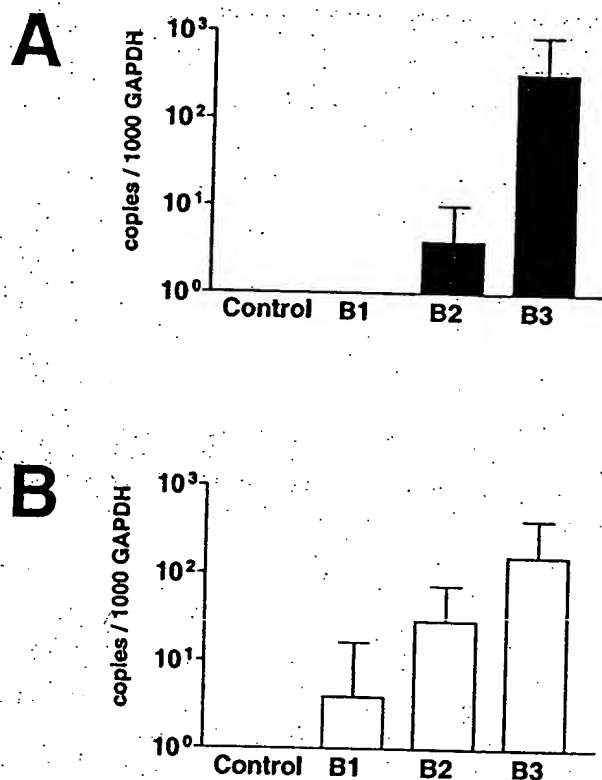 A
copies / 1000 GAPDH
10³
10²
10¹
10⁰
Control B1 B2 B3
B
copies / 1000 GAPDH
10³
10²
10¹
10⁰
Control B1 B2 B3